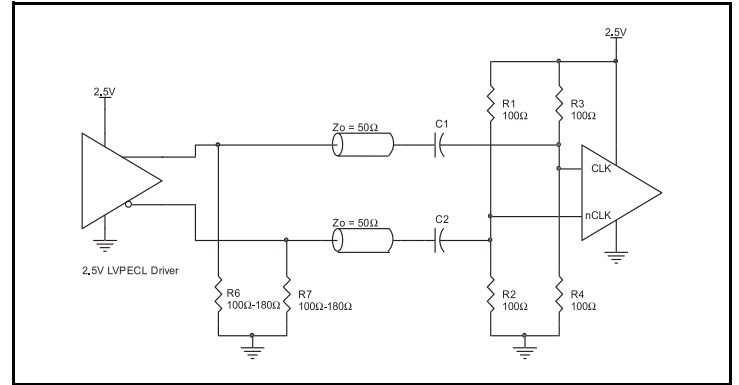 2.5V
2.5V
R1
100Ω
R3
100Ω
Zo = 50Ω
C1
CLK
nCLK
Zo = 50Ω
C2
2.5V LVPECL Driver
R6
100Ω-180Ω
R7
100Ω-180Ω
R2
100Ω
R4
100Ω